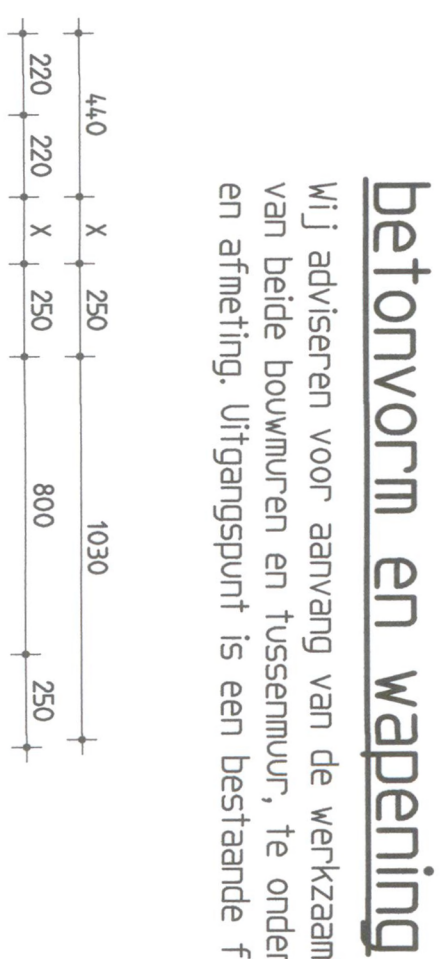 betonvorm en wapening
Wij adviseren voor aanvang van de werkzaam
van beide bouwmuren en tussenmuur, te onder
en afmeting. Uitgangspunt is een bestaande f
440 X 250 1030
220 220 X 250 800 250